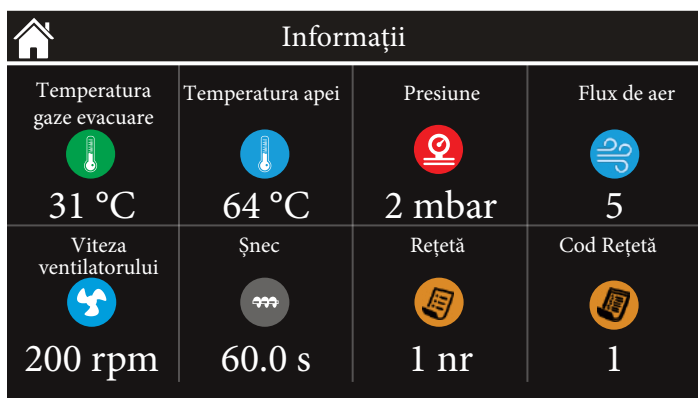 Informații
Temperatura
gaze evacuare
31 °C
Temperatura apei
64 °C
Presiune
2 mbar
Flux de aer
5
Viteza
ventilatorului
200 rpm
Șnec
60.0 s
Rețetă
1 nr
Cod Rețetă
1